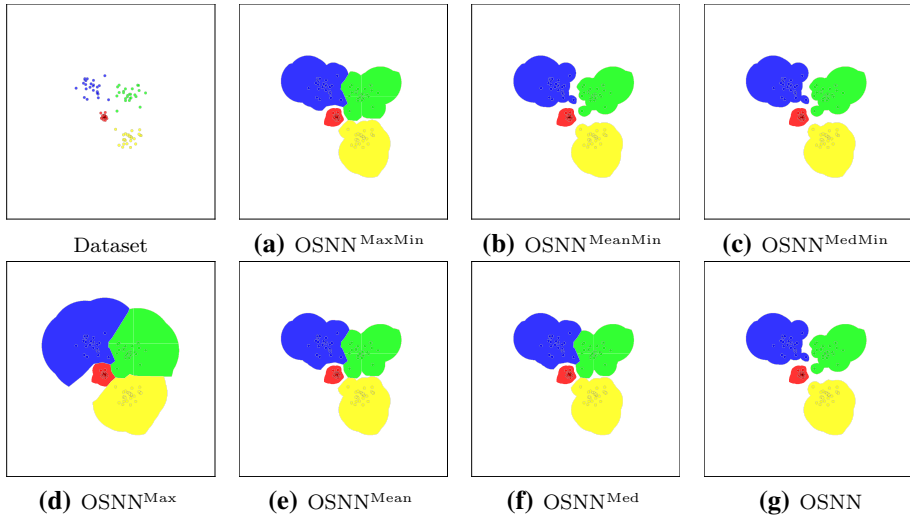 Dataset
(a) OSNN^MaxMin
(b) OSNN^MeanMin
(c) OSNN^MedMin
(d) OSNN^Max
(e) OSNN^Mean
(f) OSNN^Med
(g) OSNN